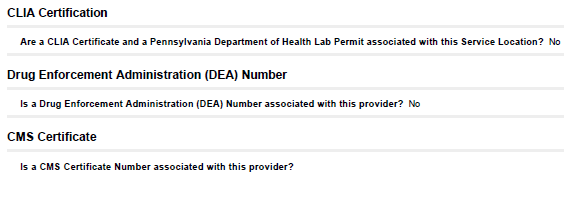 CLIA Certification
Are a CLIA Certificate and a Pennsylvania Department of Health Lab Permit associated with this Service Location? No
Drug Enforcement Administration (DEA) Number
Is a Drug Enforcement Administration (DEA) Number associated with this provider? No
CMS Certificate
Is a CMS Certificate Number associated with this provider?